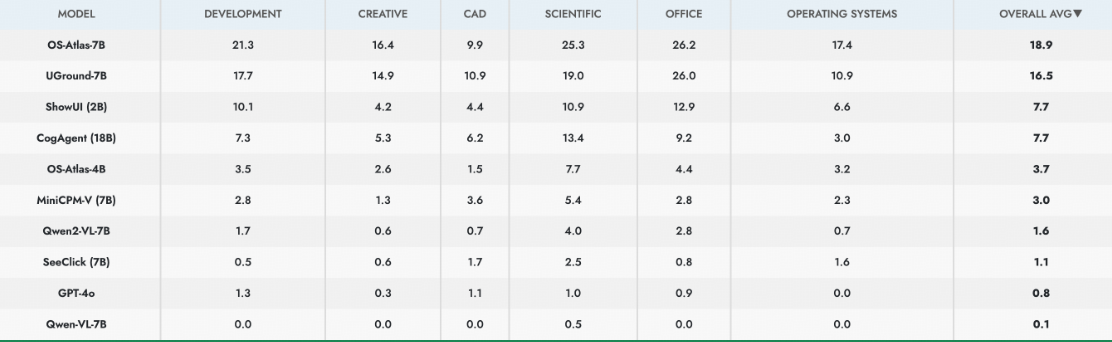 MODEL DEVELOPMENT CREATIVE CAD SCIENTIFIC OFFICE OPERATING SYSTEMS OVERALL AVG▼
OS-Atlas-7B 21.3 16.4 9.9 25.3 26.2 17.4 18.9
UGround-7B 17.7 14.9 10.9 19.0 26.0 10.9 16.5
ShowUI (2B) 10.1 4.2 4.4 10.9 12.9 6.6 7.7
CogAgent (18B) 7.3 5.3 6.2 13.4 9.2 3.0 7.7
OS-Atlas-4B 3.5 2.6 1.5 7.7 4.4 3.2 3.7
MiniCPM-V (7B) 2.8 1.3 3.6 5.4 2.8 2.3 3.0
Qwen2-VL-7B 1.7 0.6 0.7 4.0 2.8 0.7 1.6
SeeClick (7B) 0.5 0.6 1.7 2.5 0.8 1.6 1.1
GPT-4o 1.3 0.3 1.1 1.0 0.9 0.0 0.8
Qwen-VL-7B 0.0 0.0 0.0 0.5 0.0 0.0 0.1